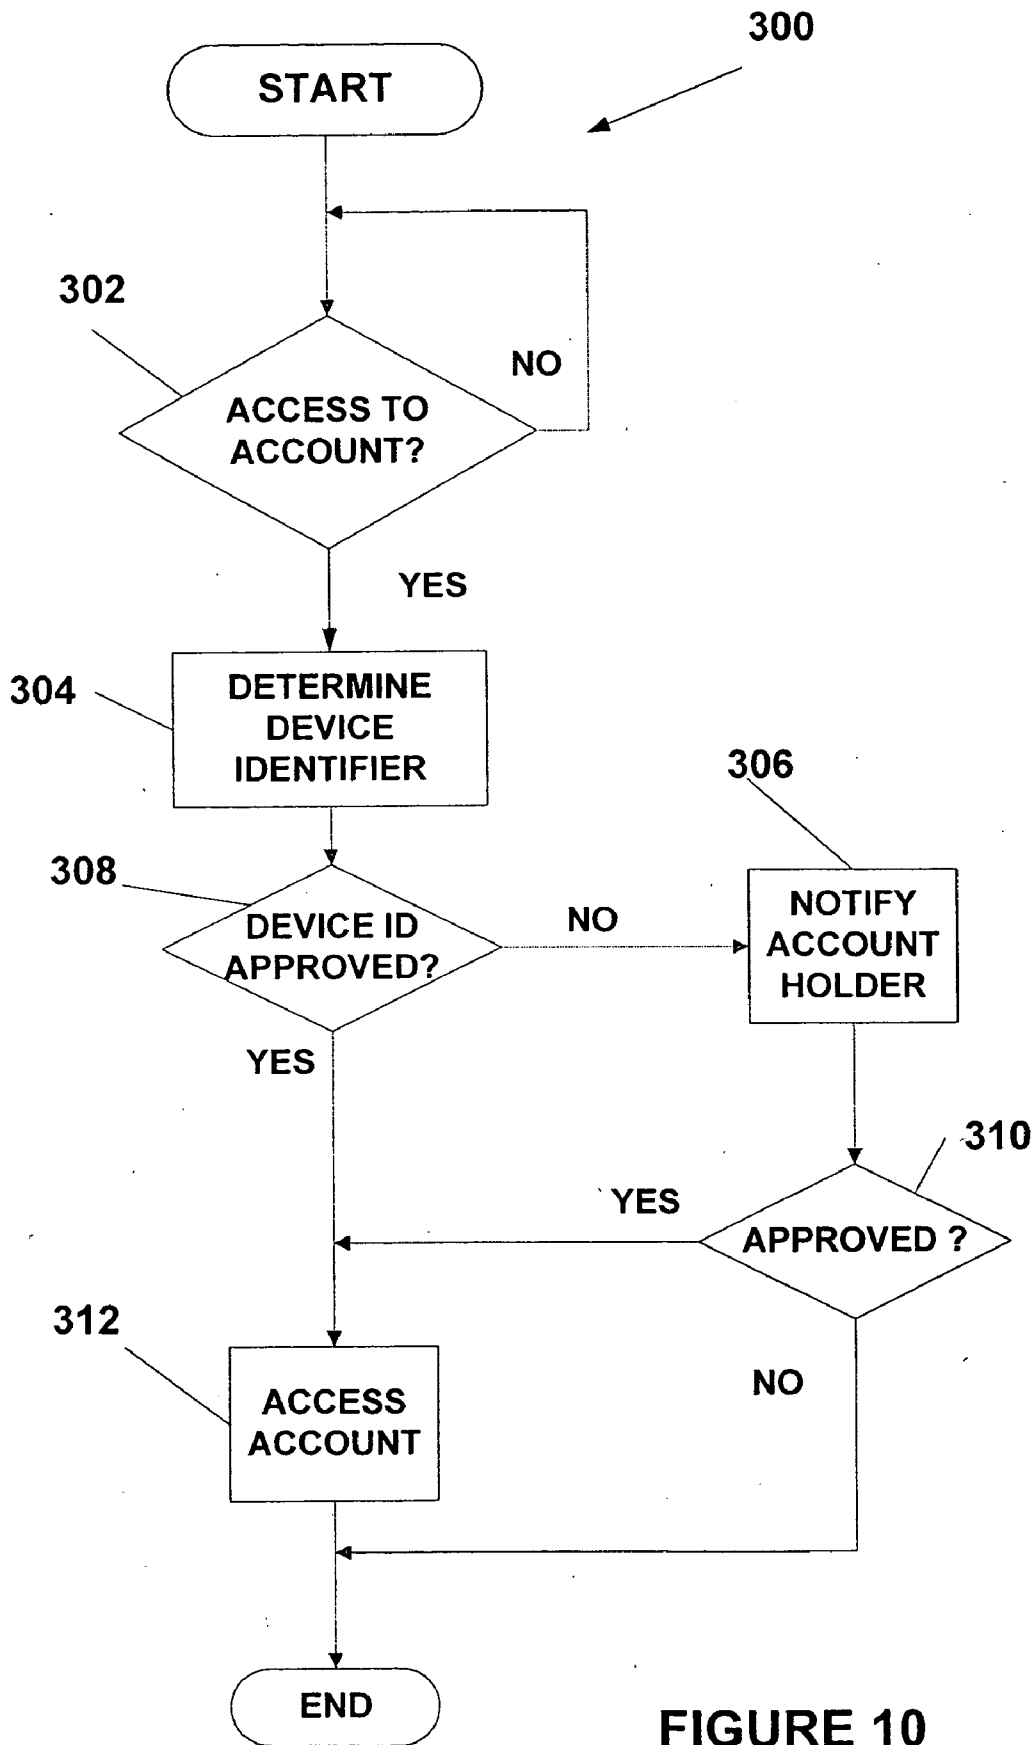 300
START
302
NO
ACCESS TO
ACCOUNT?
YES
304
DETERMINE
DEVICE
IDENTIFIER
306
308
DEVICE ID
APPROVED?
NO
NOTIFY
ACCOUNT
HOLDER
YES
310
YES
APPROVED ?
312
NO
ACCESS
ACCOUNT
END
FIGURE 10